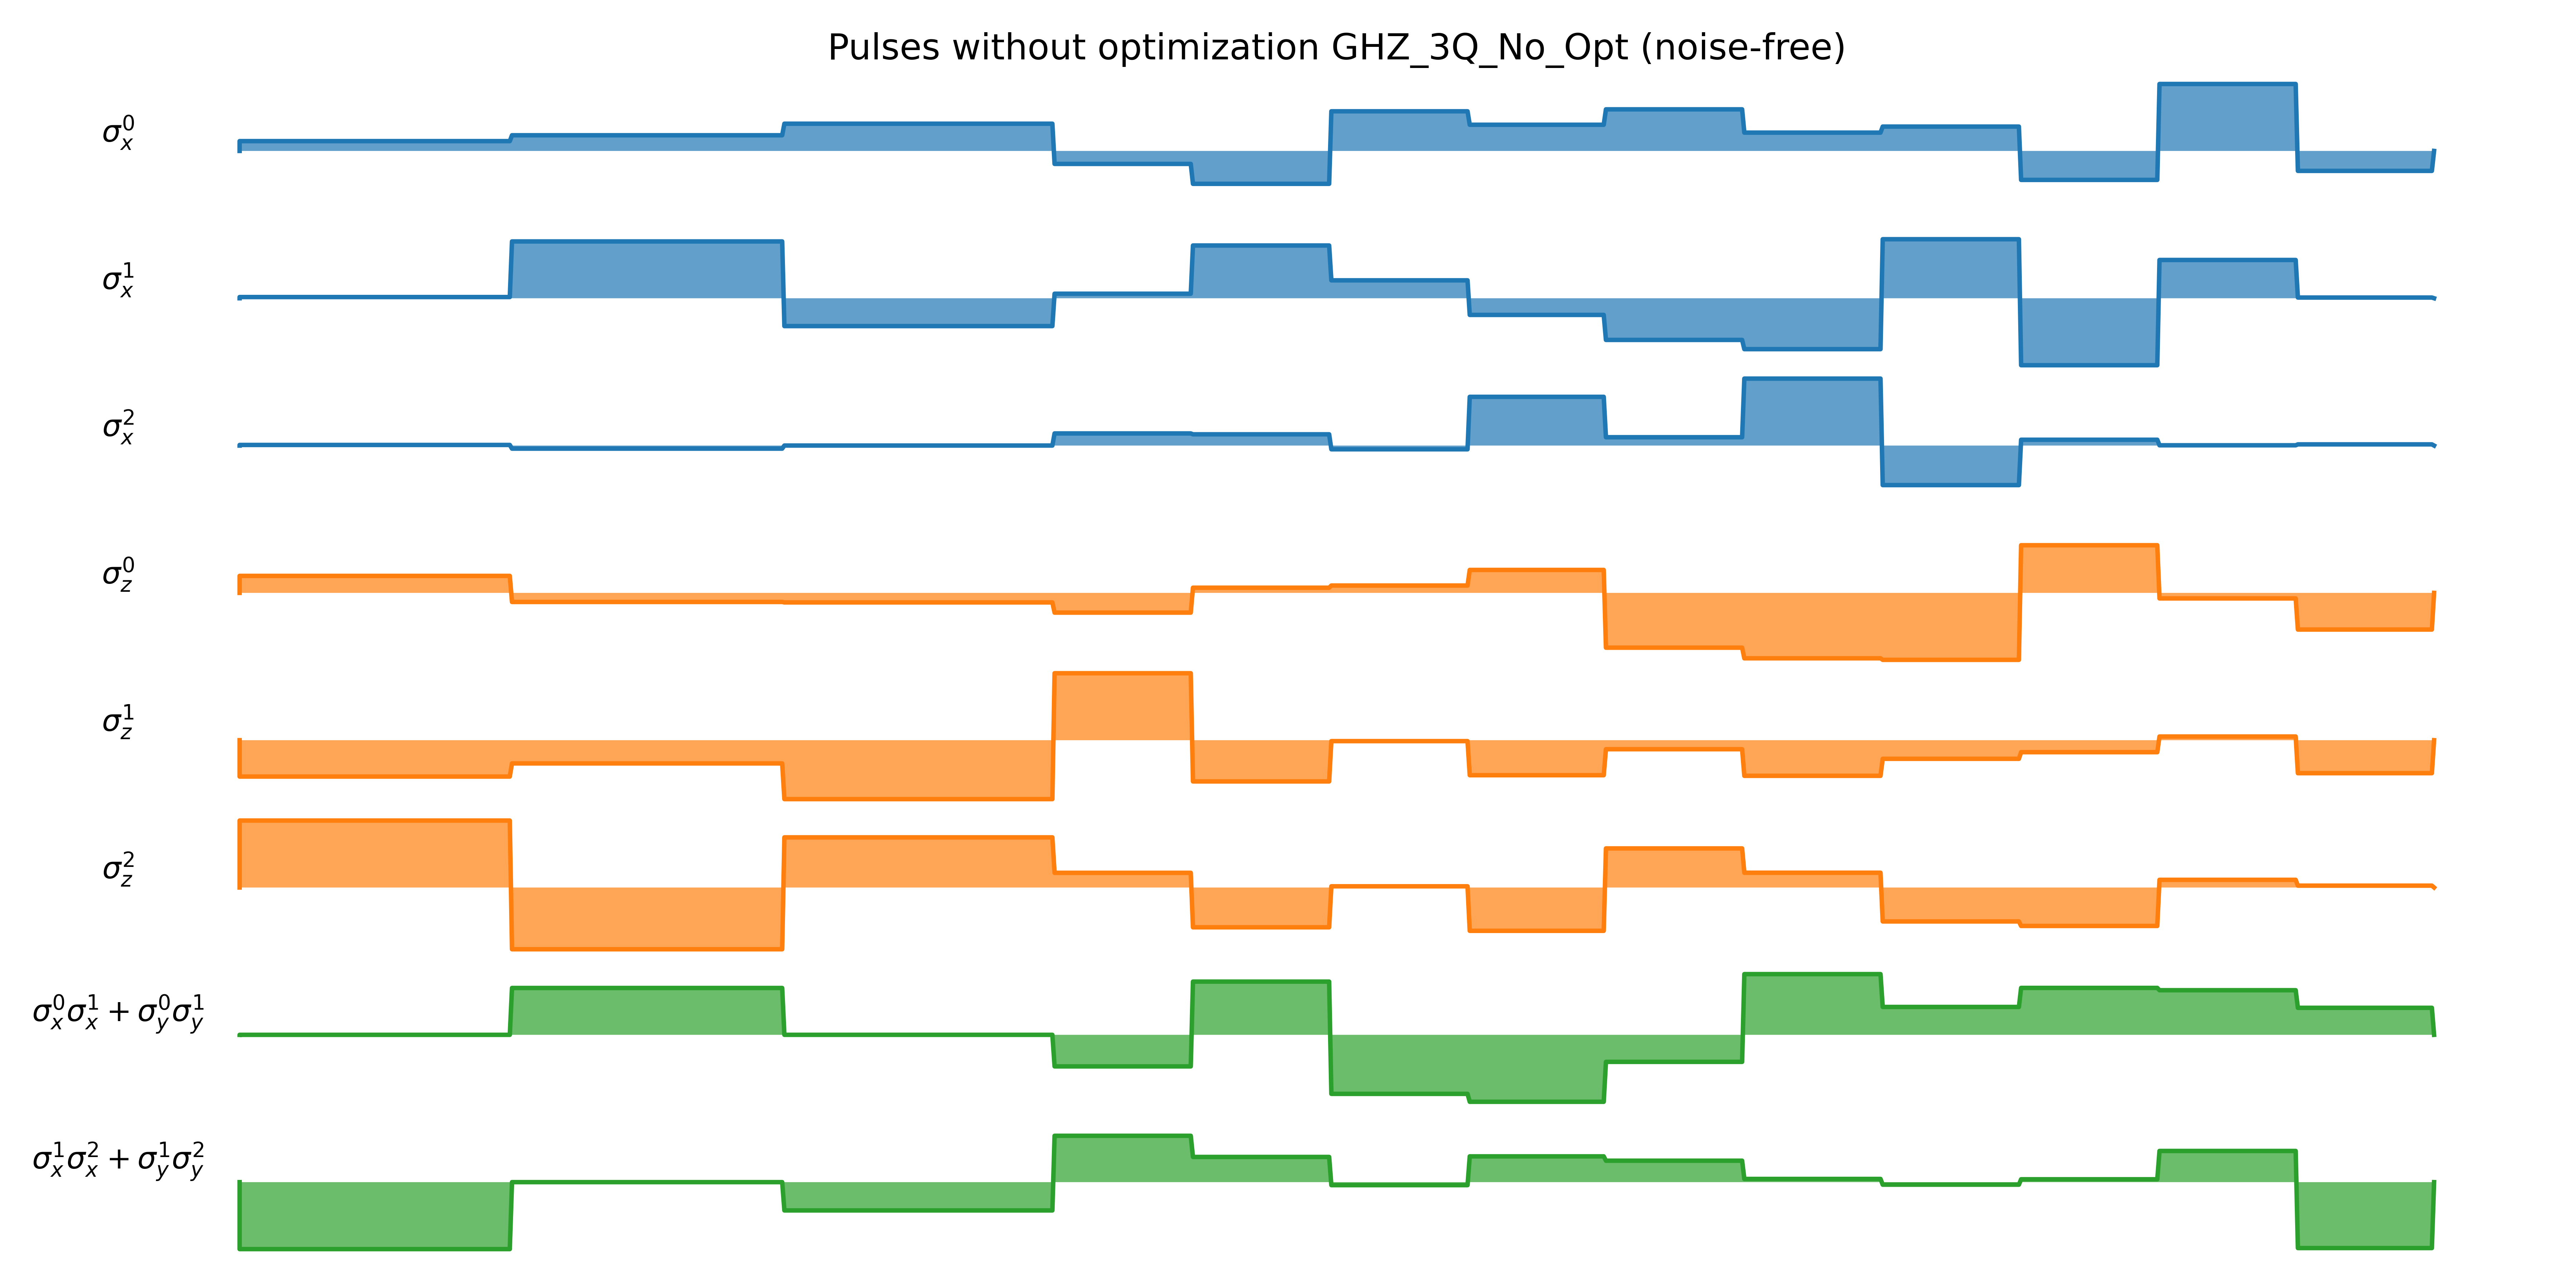 Pulses without optimization GHZ_3Q_No_Opt (noise-free)
σ_x^0
σ_x^1
σ_x^2
σ_z^0
σ_z^1
σ_z^2
σ_x^0σ_x^1 + σ_y^0σ_y^1
σ_x^1σ_x^2 + σ_y^1σ_y^2